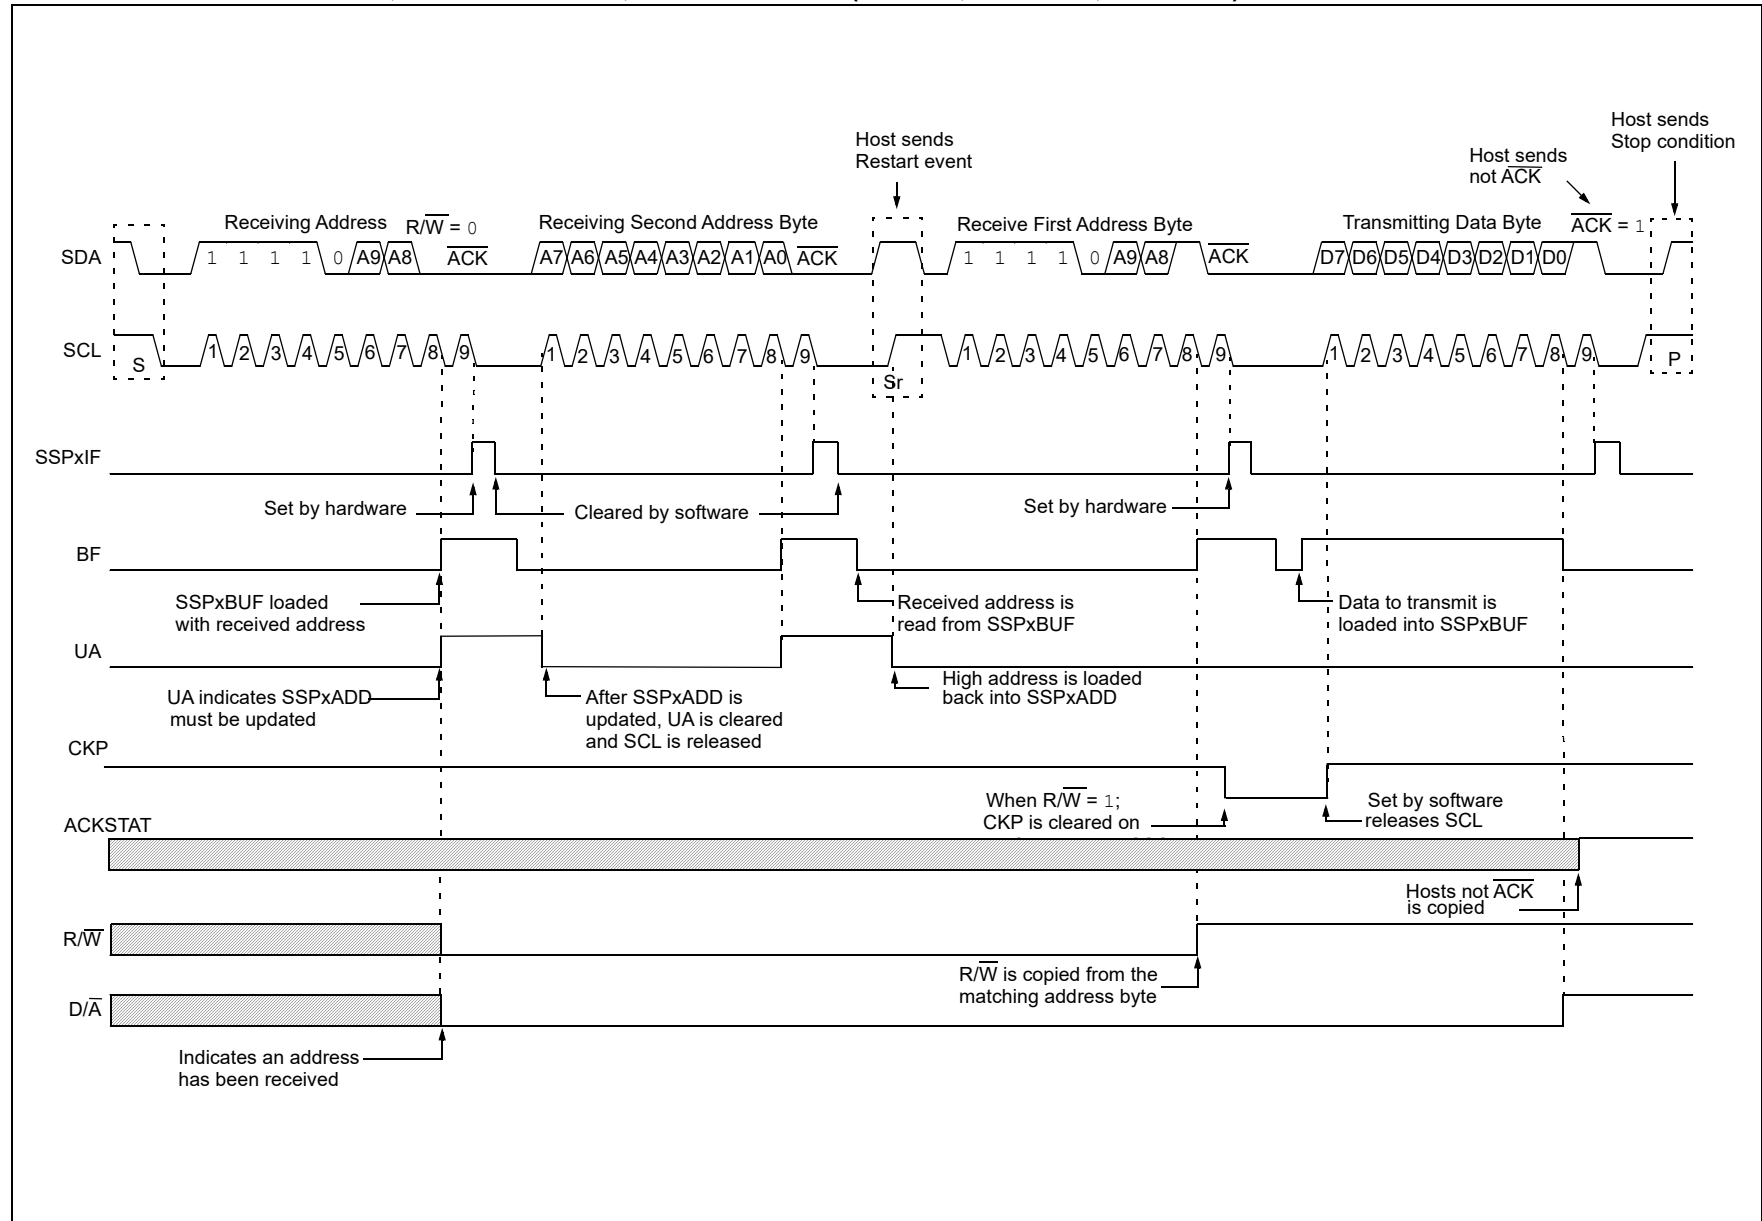 Host sends
Restart event
Host sends
not A̅C̅K̅
Host sends
Stop condition
Receiving Address R/W̅ = 0
Receiving Second Address Byte
Receive First Address Byte
Transmitting Data Byte
A̅C̅K̅ = 1
SDA
1 1 1 1 0 A9 A8 A̅C̅K̅
A7 A6 A5 A4 A3 A2 A1 A0 A̅C̅K̅
1 1 1 1 0 A9 A8 A̅C̅K̅
D7 D6 D5 D4 D3 D2 D1 D0
SCL
S 1 2 3 4 5 6 7 8 9
1 2 3 4 5 6 7 8 9
Sr
1 2 3 4 5 6 7 8 9
1 2 3 4 5 6 7 8 9
P
SSPxIF
Set by hardware
Cleared by software
Set by hardware
BF
SSPxBUF loaded
with received address
Received address is
read from SSPxBUF
Data to transmit is
loaded into SSPxBUF
UA
UA indicates SSPxADD
must be updated
After SSPxADD is
updated, UA is cleared
and SCL is released
High address is loaded
back into SSPxADD
CKP
When R/W̅ = 1;
CKP is cleared on
Set by software
releases SCL
ACKSTAT
Hosts not A̅C̅K̅
is copied
R/W̅
R/W̅ is copied from the
matching address byte
D/A̅
Indicates an address
has been received